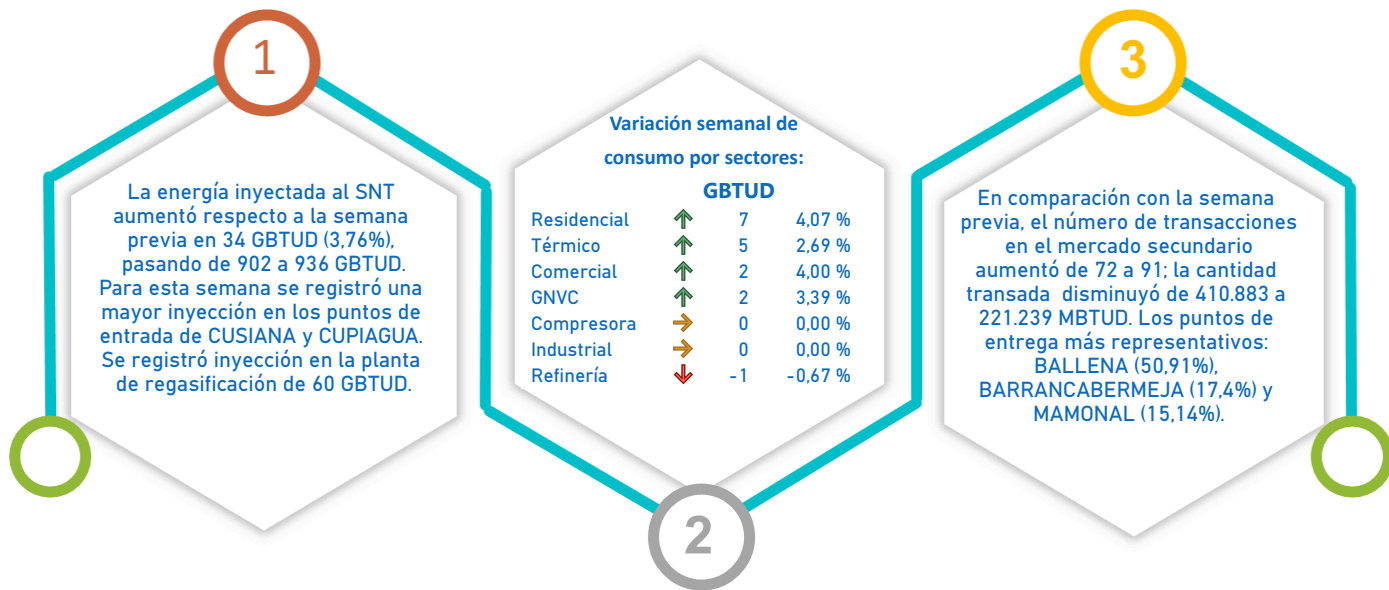 1
La energía inyectada al SNT
aumentó respecto a la semana
previa en 34 GBTUD (3,76%),
pasando de 902 a 936 GBTUD.
Para esta semana se registró una
mayor inyección en los puntos de
entrada de CUSIANA y CUPIAGUA.
Se registró inyección en la planta
de regasificación de 60 GBTUD.
Variación semanal de
consumo por sectores:
GBTUD
Residencial 7 4,07 %
Térmico 5 2,69 %
Comercial 2 4,00 %
GNVC 2 3,39 %
Compresora 0 0,00 %
Industrial 0 0,00 %
Refinería -1 -0,67 %
2
3
En comparación con la semana
previa, el número de transacciones
en el mercado secundario
aumentó de 72 a 91; la cantidad
transada disminuyó de 410.883 a
221.239 MBTUD. Los puntos de
entrega más representativos:
BALLENA (50,91%),
BARRANCABERMEJA (17,4%) y
MAMONAL (15,14%).